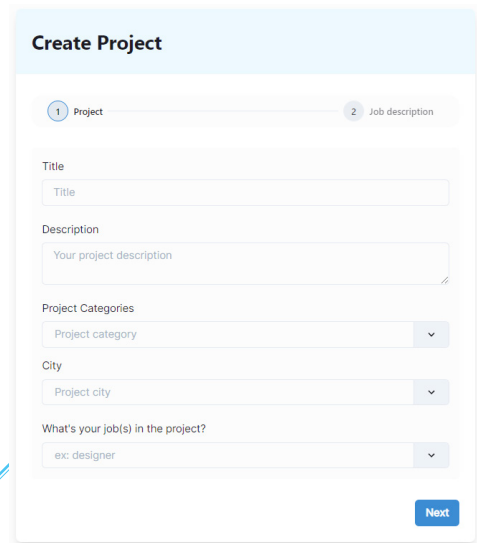 Create Project
1 Project 2 Job description
Title
Title
Description
Your project description
Project Categories
Project category
City
Project city
What's your job(s) in the project?
ex: designer
Next